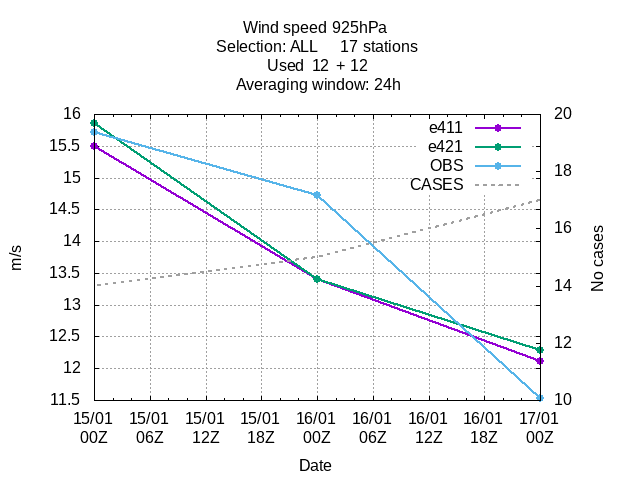 Wind speed 925hPa
Selection: ALL 17 stations
Used 12 + 12
Averaging window: 24h
16 20
e411
15.5
e421
OBS
15 18
CASES
14.5
16
14
m/s
No cases
13.5
14
13
12.5
12
12
11.5 10
15/01 15/01 15/01 15/01 16/01 16/01 16/01 16/01 17/01
00Z 06Z 12Z 18Z 00Z 06Z 12Z 18Z 00Z
Date